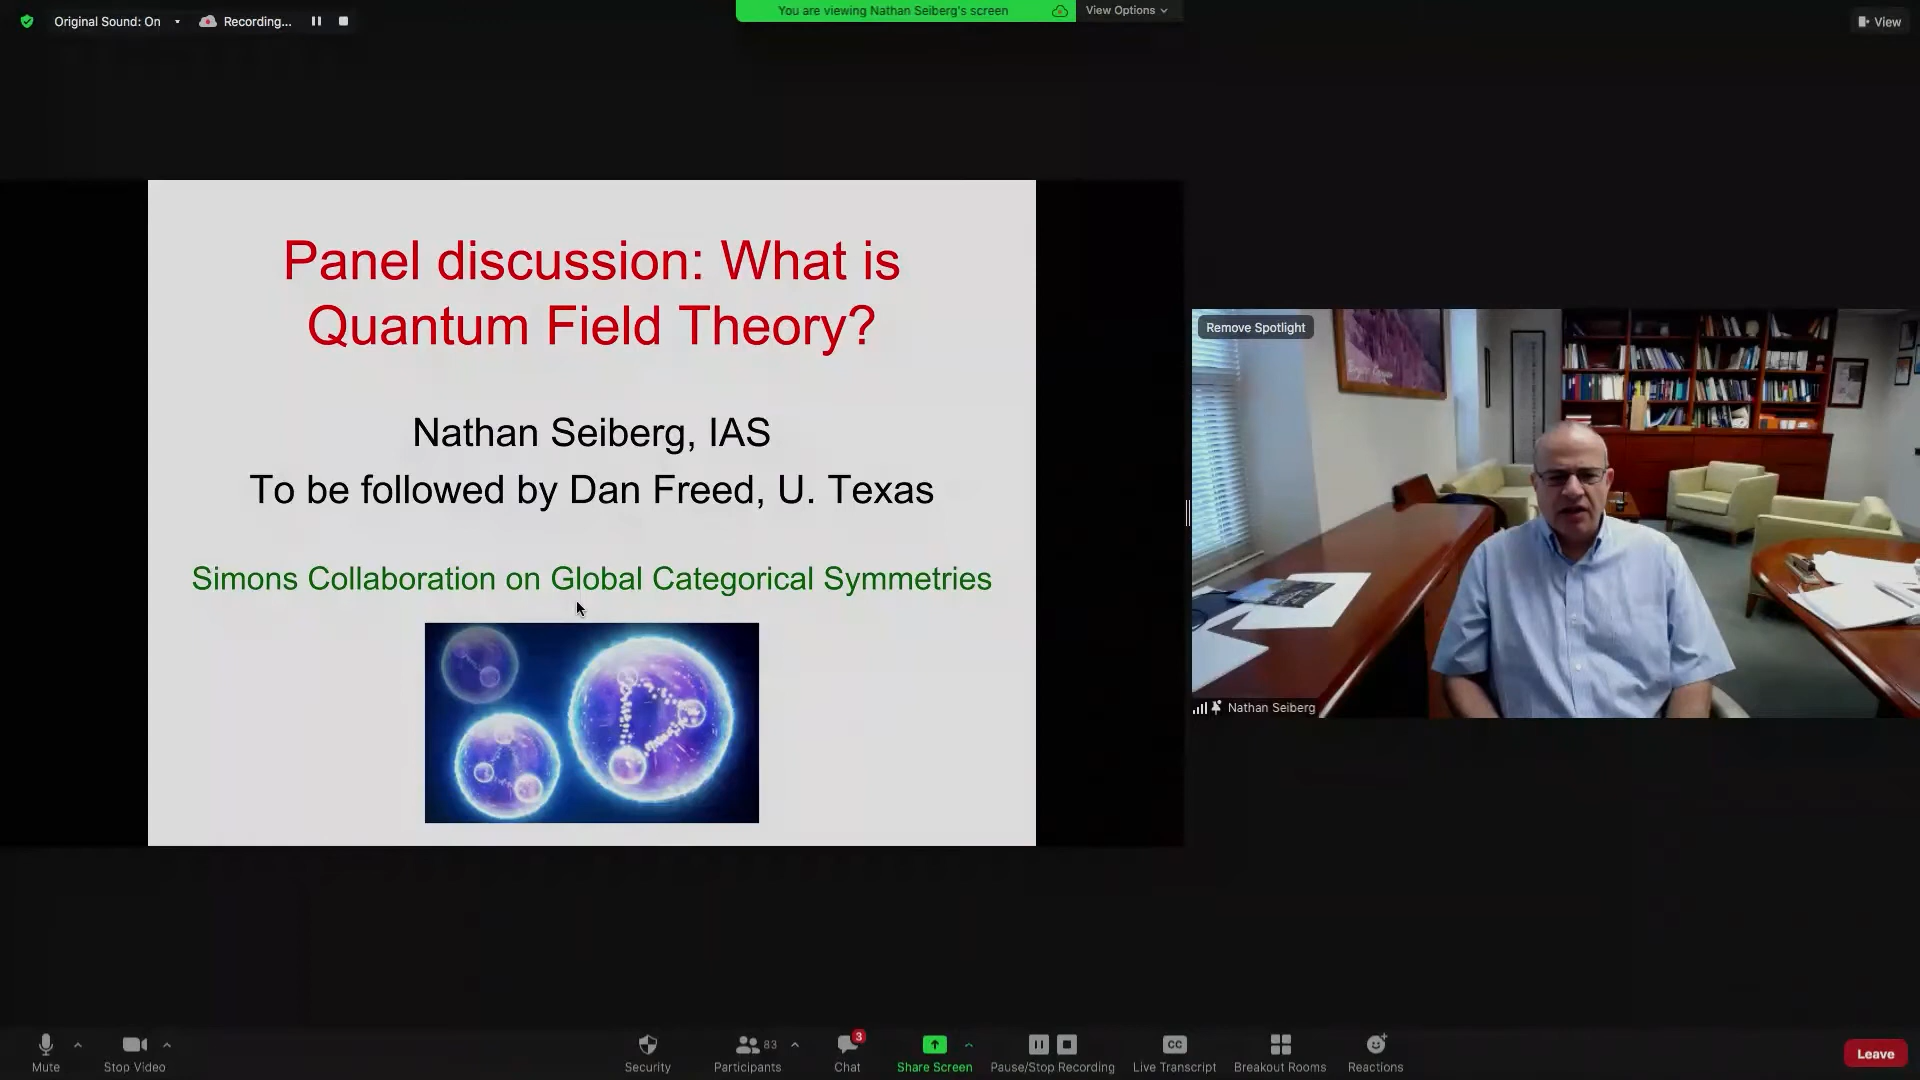 Original Sound: On
Recording...
You are viewing Nathan Seiberg's screen
View Options
View
Panel discussion: What is
Quantum Field Theory?
Nathan Seiberg, IAS
To be followed by Dan Freed, U. Texas
Simons Collaboration on Global Categorical Symmetries
Remove Spotlight
Nathan Seiberg
Mute
Stop Video
Security
83
Participants
3
Chat
Share Screen
Pause/Stop Recording
CC
Live Transcript
Breakout Rooms
Reactions
Leave